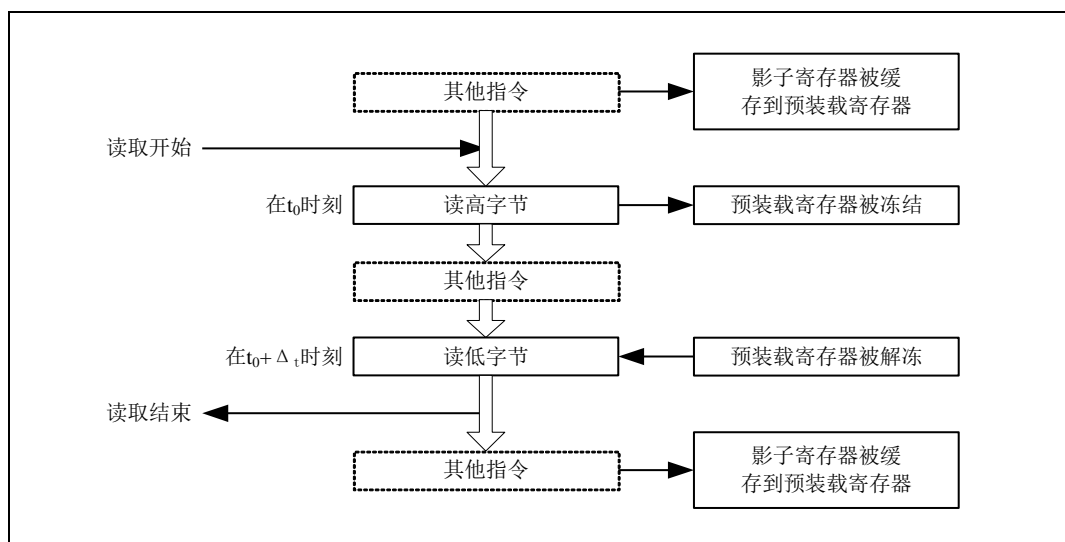 其他指令
影子寄存器被缓
存到预装载寄存器
读取开始
在t₀时刻
读高字节
预装载寄存器被冻结
其他指令
在t₀+Δₜ时刻
读低字节
预装载寄存器被解冻
读取结束
其他指令
影子寄存器被缓
存到预装载寄存器